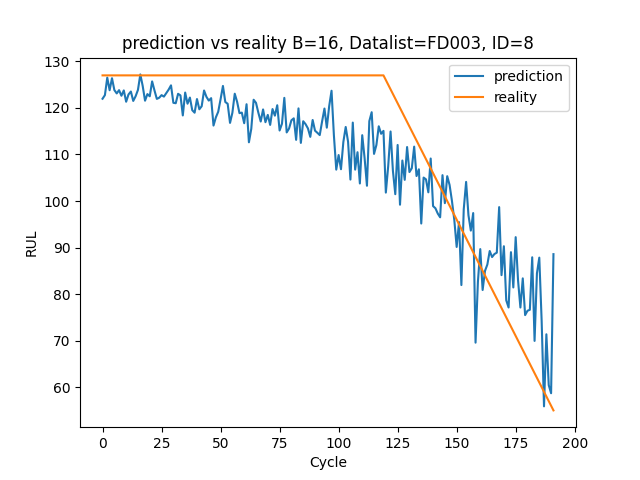 prediction vs reality B=16, Datalist=FD003, ID=8
prediction
reality
RUL
130
120
110
100
90
80
70
60
0 25 50 75 100 125 150 175 200
Cycle